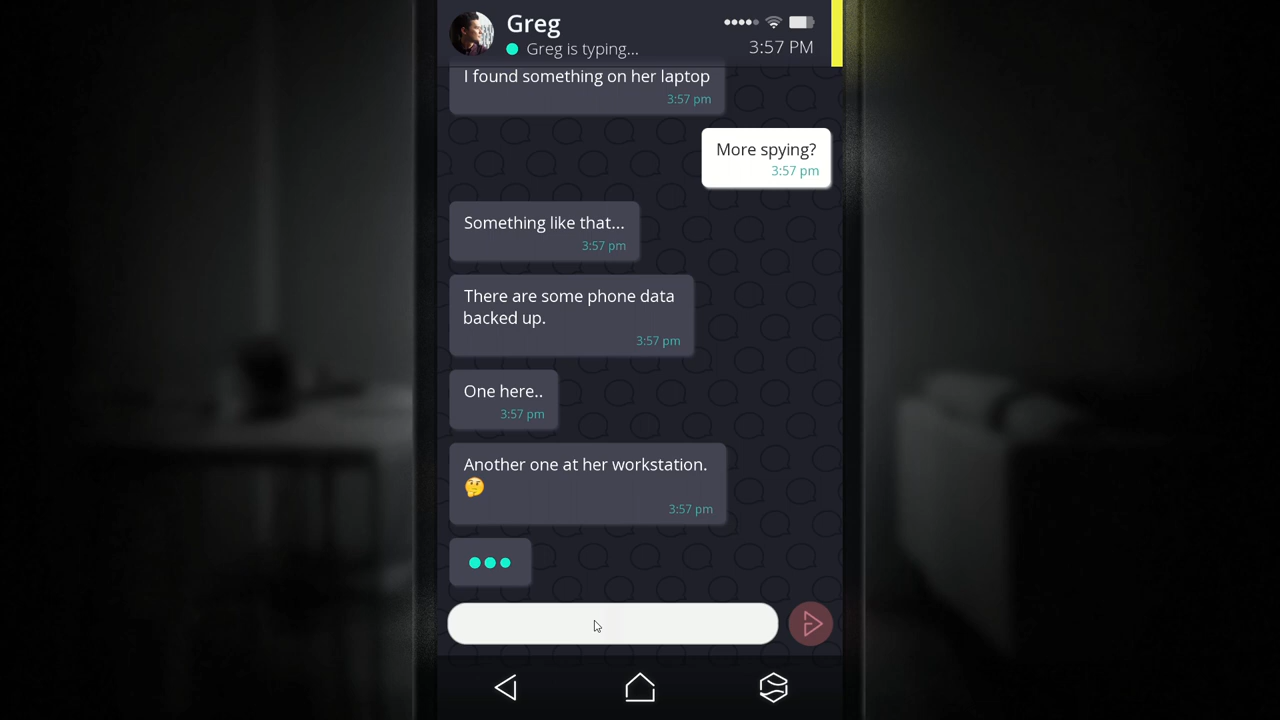 Greg
Greg is typing...
3:57 PM
I found something on her laptop
3:57 pm
More spying?
3:57 pm
Something like that...
3:57 pm
There are some phone data
backed up.
3:57 pm
One here..
3:57 pm
Another one at her workstation.
🤔
3:57 pm